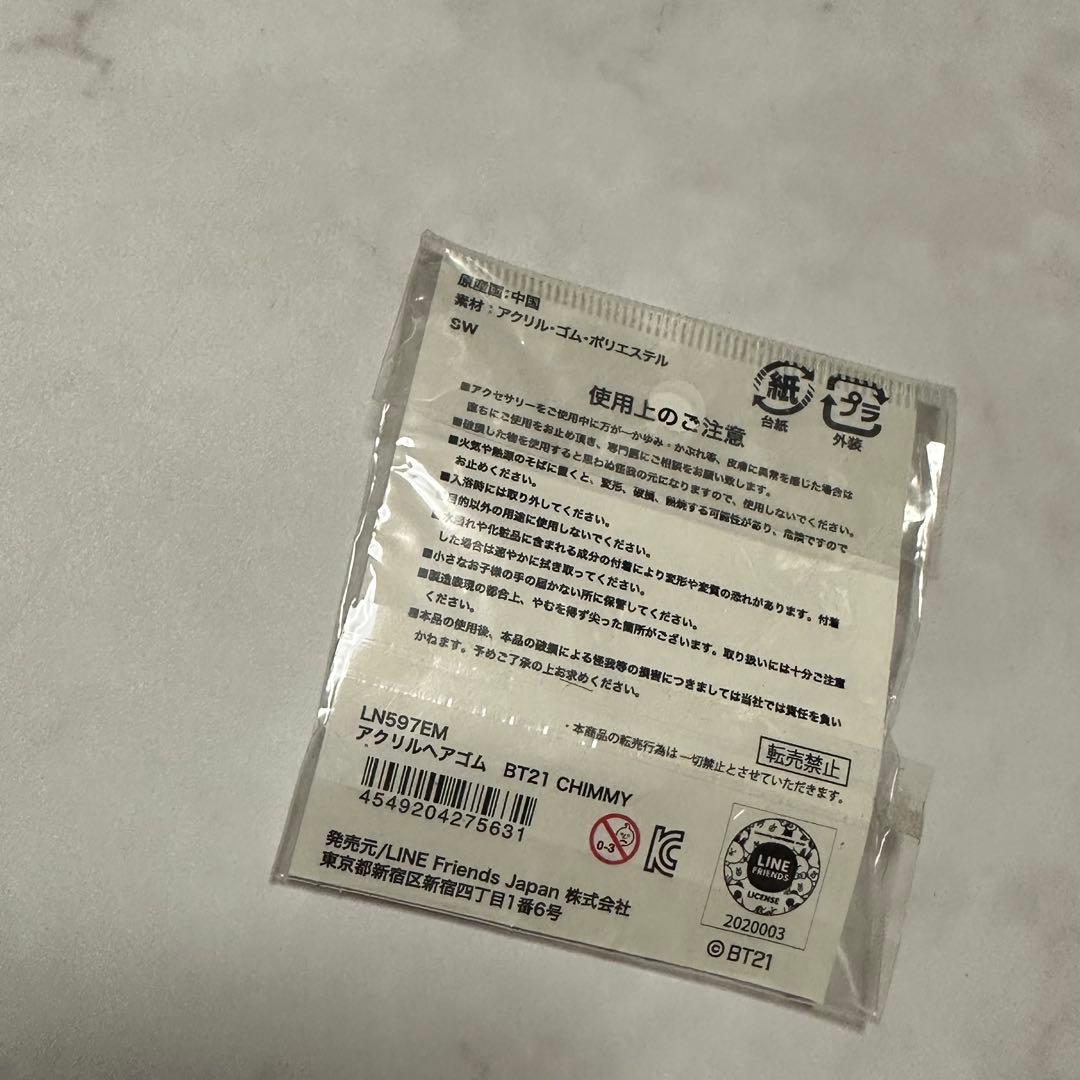 原産国:中国
素材:アクリル・ゴム・ポリエステル
SW
紙
台紙
プラ
外装
使用上のご注意
■アクセサリーをご使用中に万が一かゆみ・かぶれ等、皮膚に異常を感じた場合は
直ちにご使用をお止め頂き、専門医にご相談をお願い致します。
■破損した物を使用すると思わぬ怪我の元になりますので、使用しないでください。
■火気や熱源のそばに置くと、変形、破損、熱焼する可能性があり、危険ですので
お止めください。
■入浴時には取り外してください。
目的以外の用途に使用しないでください。
れや化粧品に含まれる成分の付着により変形や変質の恐れがあります。付着
した場合は速やかに拭き取ってください。
■小さなお子様の手の届かない所に保管してください。
■製造表現の都合上、やむを得ず尖った箇所がございます。取り扱いには十分ご注意
ください。
■本品の使用後、本品の破損による怪我等の損害につきましては当社では責任を負い
かねます。予めご了承の上お求めください。
転売禁止
・本商品の転売行為は一切禁止とさせていただきます。
LN597EM
アクリルヘアゴム BT21 CHIMMY
4549204275631
0-3
発売元/LINE Friends Japan 株式会社
東京都新宿区新宿四丁目1番6号
LINE
FRIENDS
LICENSE
2020003
©BT21